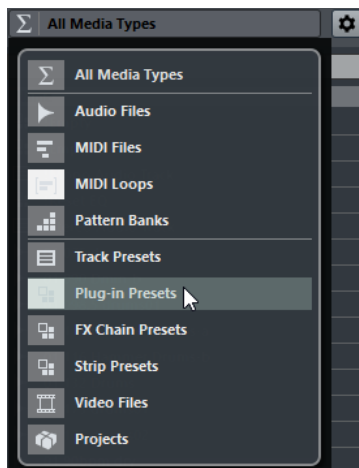 All Media Types
All Media Types
Audio Files
MIDI Files
MIDI Loops
Pattern Banks
Track Presets
Plug-in Presets
FX Chain Presets
Strip Presets
Video Files
Projects